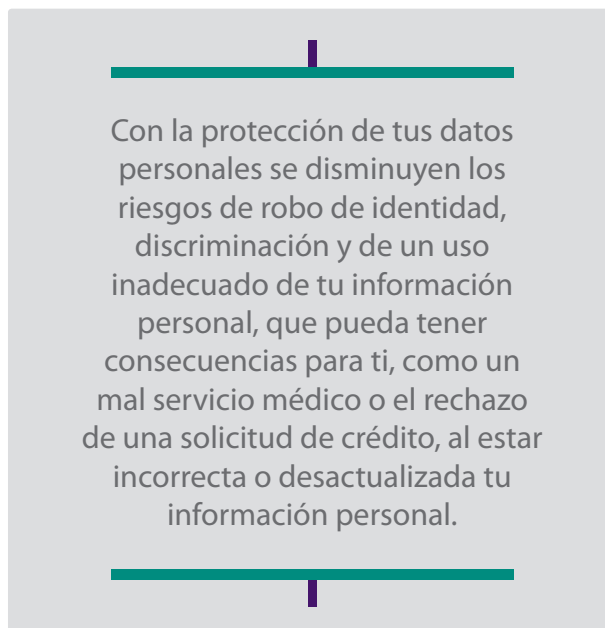 Con la protección de tus datos
personales se disminuyen los
riesgos de robo de identidad,
discriminación y de un uso
inadecuado de tu información
personal, que pueda tener
consecuencias para ti, como un
mal servicio médico o el rechazo
de una solicitud de crédito, al estar
incorrecta o desactualizada tu
información personal.